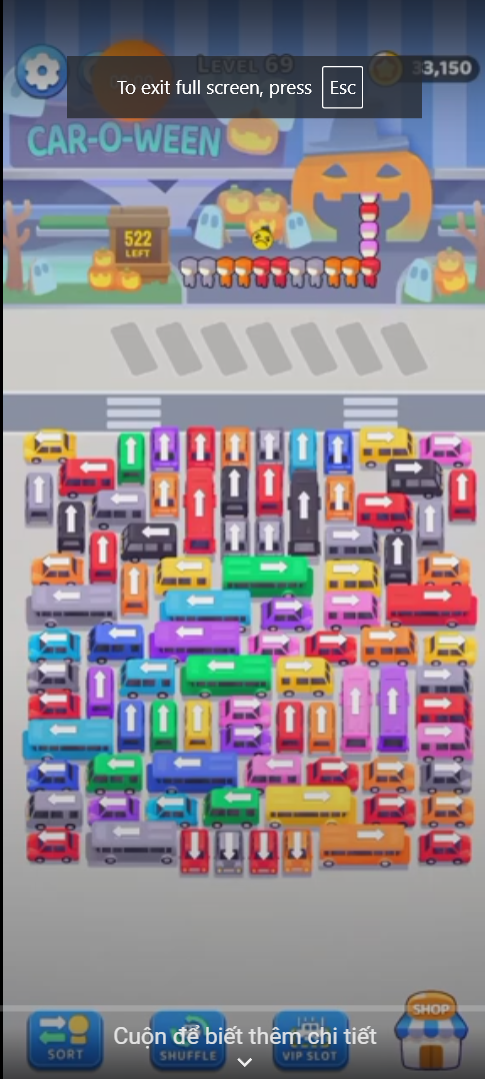 LEVEL 69
33,150
To exit full screen, press Esc
CAR-O-WEEN
522
LEFT
SHOP
Cuộn để biết thêm chi tiết
SORT
SHUFFLE
VIP SLOT